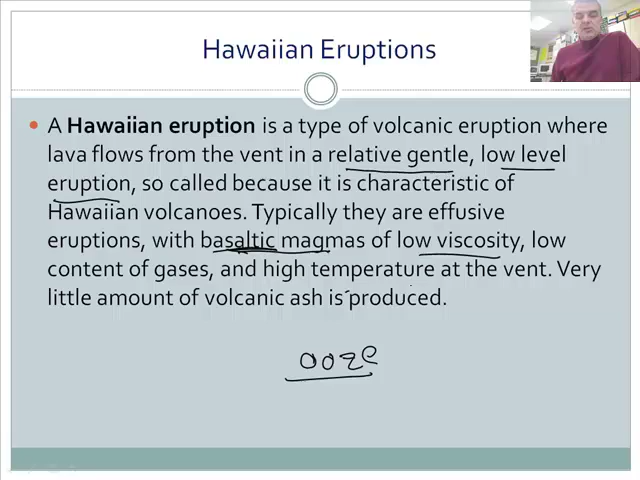 Hawaiian Eruptions
• A Hawaiian eruption is a type of volcanic eruption where
lava flows from the vent in a relative gentle, low level
eruption, so called because it is characteristic of
Hawaiian volcanoes. Typically they are effusive
eruptions, with basaltic magmas of low viscosity, low
content of gases, and high temperature at the vent. Very
little amount of volcanic ash is produced.
ooze